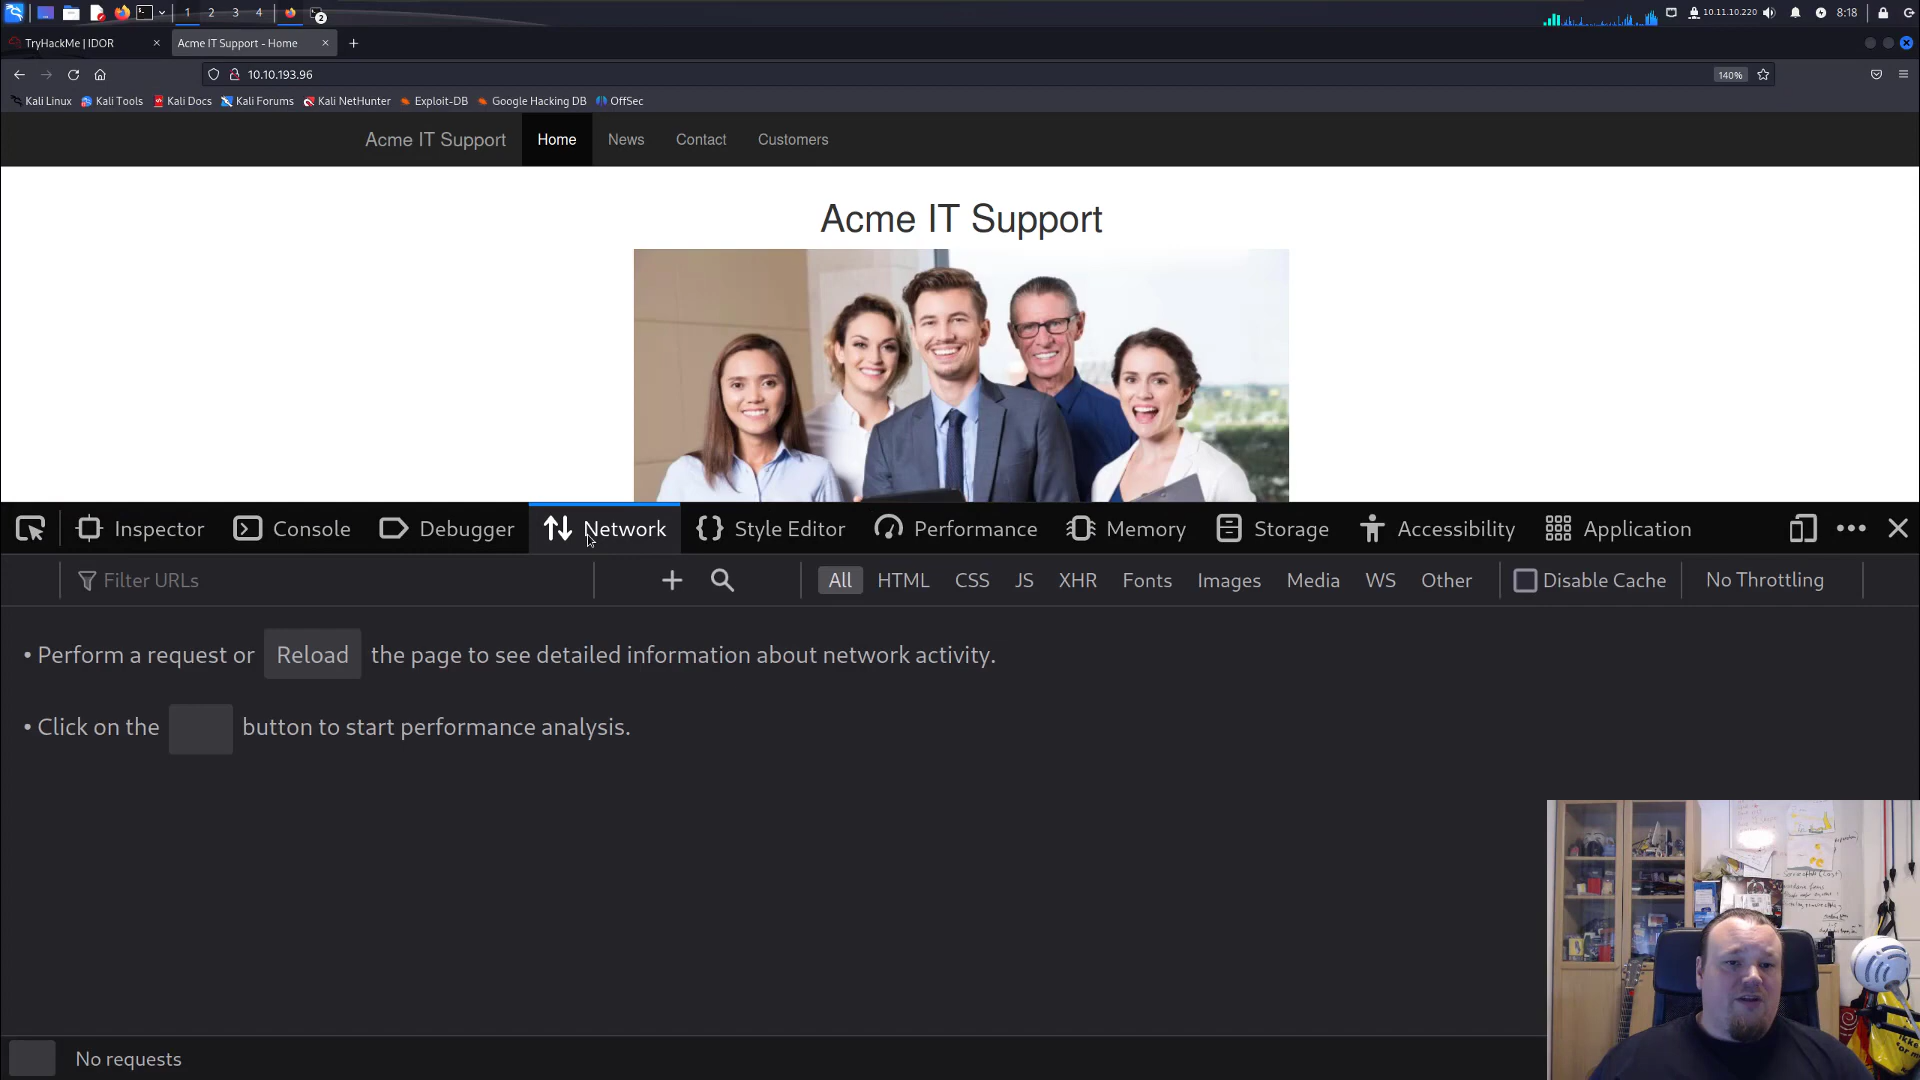 1 2 3 4 2 10.11.10.220 8:18
TryHackMe | IDOR Acme IT Support - Home
10.10.193.96 140%
Kali Linux Kali Tools Kali Docs Kali Forums Kali NetHunter Exploit-DB Google Hacking DB OffSec
Acme IT Support Home News Contact Customers
Acme IT Support
Inspector Console Debugger Network Style Editor Performance Memory Storage Accessibility Application
Filter URLs All HTML CSS JS XHR Fonts Images Media WS Other Disable Cache No Throttling
• Perform a request or Reload the page to see detailed information about network activity.
• Click on the button to start performance analysis.
No requests